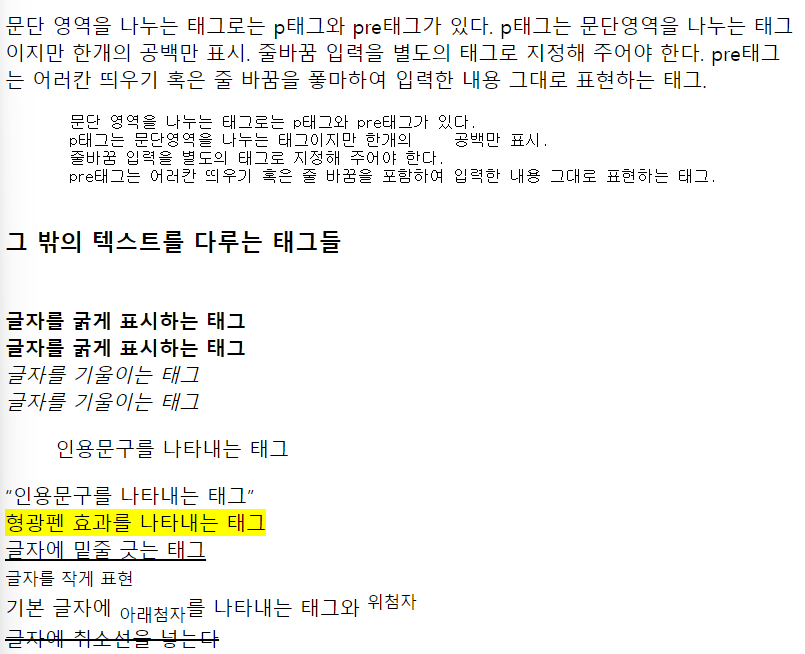 문단 영역을 나누는 태그로는 p태그와 pre태그가 있다. p태그는 문단영역을 나누는 태그
이지만 한개의 공백만 표시. 줄바꿈 입력을 별도의 태그로 지정해 주어야 한다. pre태그
는 어러칸 띄우기 혹은 줄 바꿈을 퐇마하여 입력한 내용 그대로 표현하는 태그.
문단 영역을 나누는 태그로는 p태그와 pre태그가 있다.
p태그는 문단영역을 나누는 태그이지만 한개의    공백만 표시.
줄바꿈 입력을 별도의 태그로 지정해 주어야 한다.
pre태그는 어러칸 띄우기 혹은 줄 바꿈을 포함하여 입력한 내용 그대로 표현하는 태그.
그 밖의 텍스트를 다루는 태그들
글자를 굵게 표시하는 태그
글자를 굵게 표시하는 태그
글자를 기울이는 태그
글자를 기울이는 태그
인용문구를 나타내는 태그
"인용문구를 나타내는 태그"
형광펜 효과를 나타내는 태그
글자에 밑줄 긋는 태그
글자를 작게 표현
기본 글자에 아래첨자를 나타내는 태그와 위첨자
글자에 취소선을 넣는다